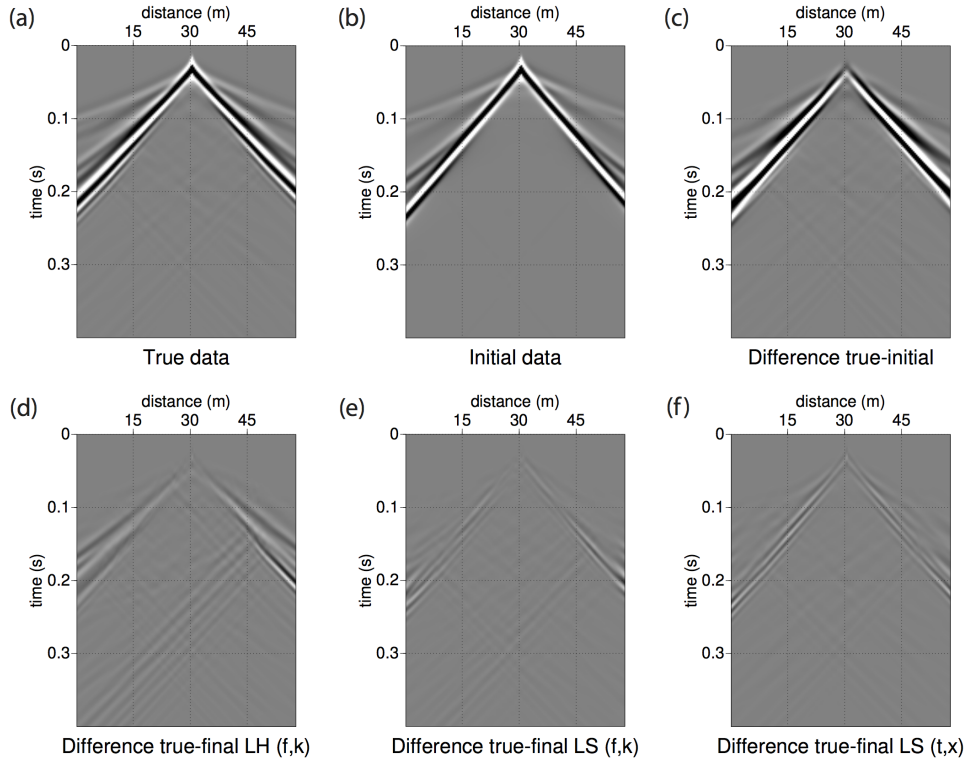 (a) distance (m) (b) distance (m) (c) distance (m)
15 30 45 15 30 45 15 30 45
0 0 0
0.1 0.1 0.1
time (s) time (s) time (s)
0.2 0.2 0.2
0.3 0.3 0.3
True data Initial data Difference true-initial
(d) distance (m) (e) distance (m) (f) distance (m)
15 30 45 15 30 45 15 30 45
0 0 0
0.1 0.1 0.1
time (s) time (s) time (s)
0.2 0.2 0.2
0.3 0.3 0.3
Difference true-final LH (f,k) Difference true-final LS (f,k) Difference true-final LS (t,x)